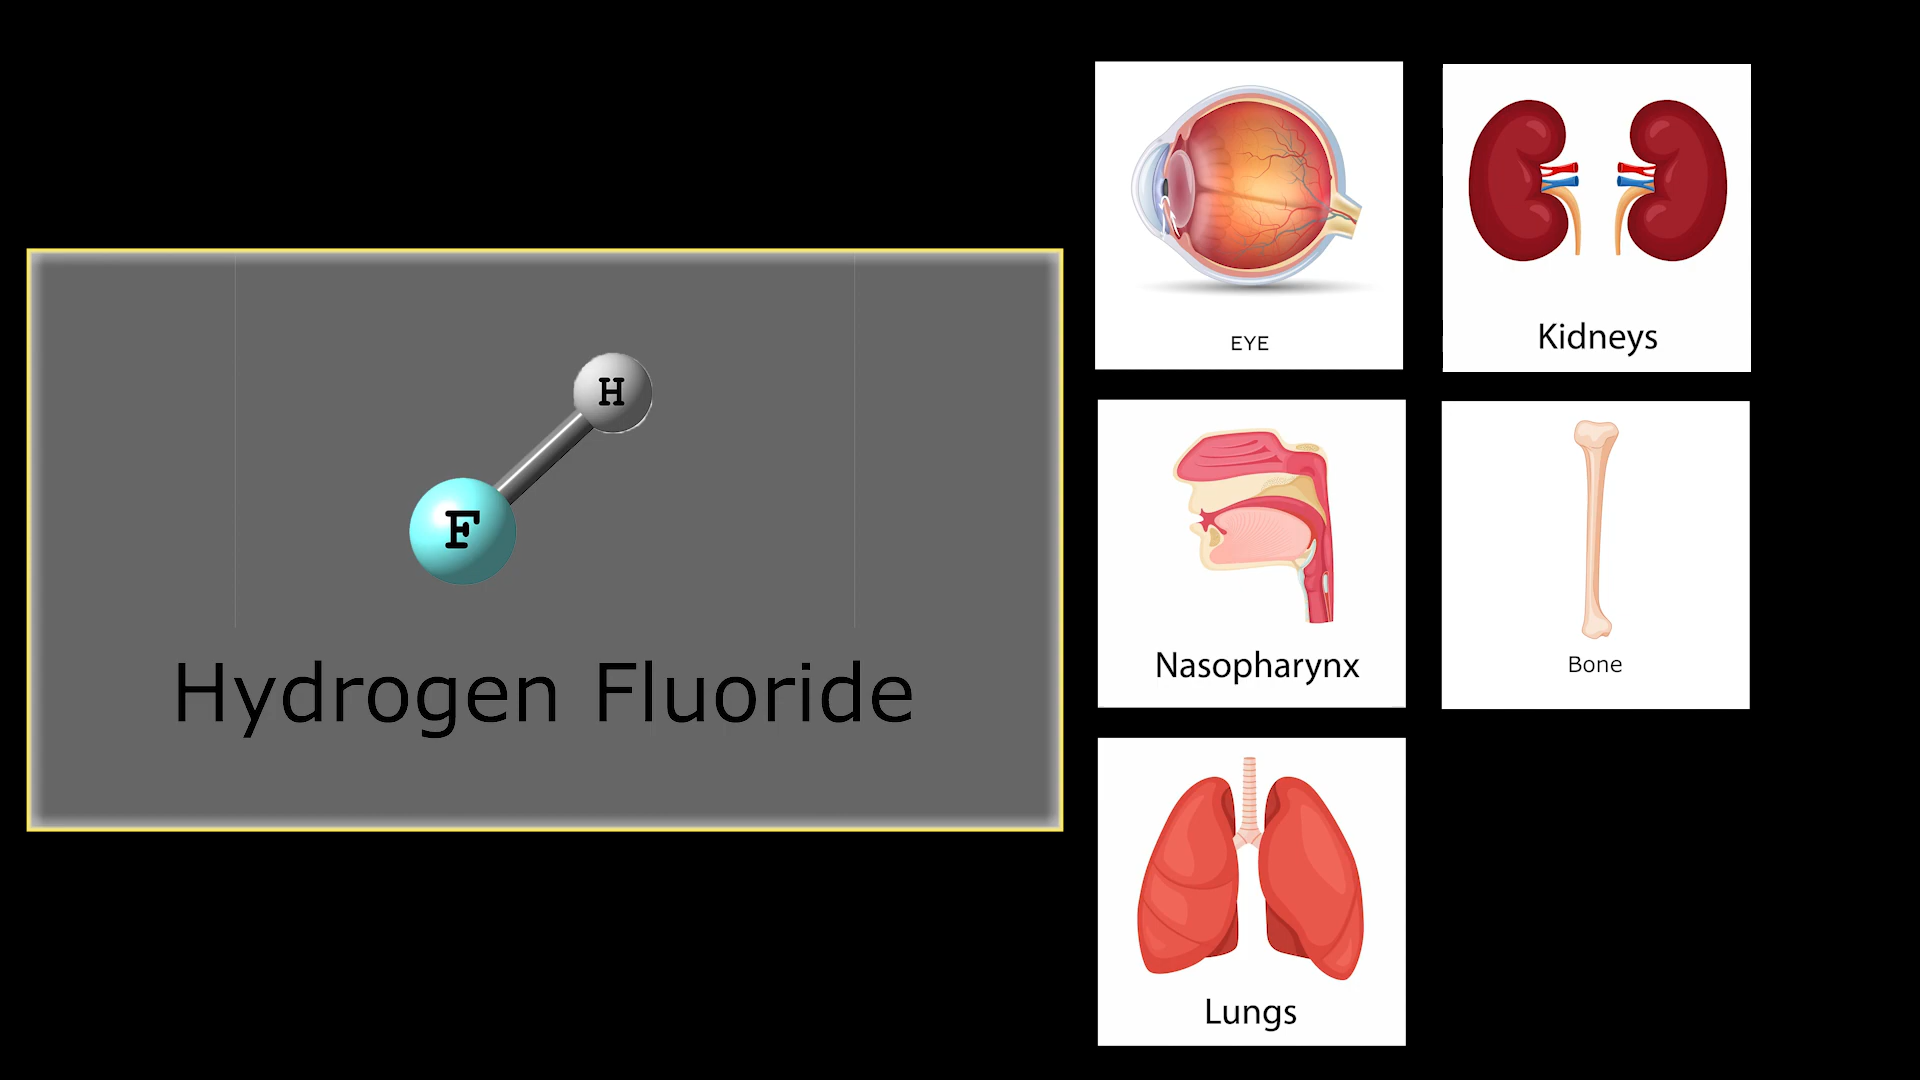 H
F
Hydrogen Fluoride
EYE
Kidneys
Nasopharynx
Bone
Lungs